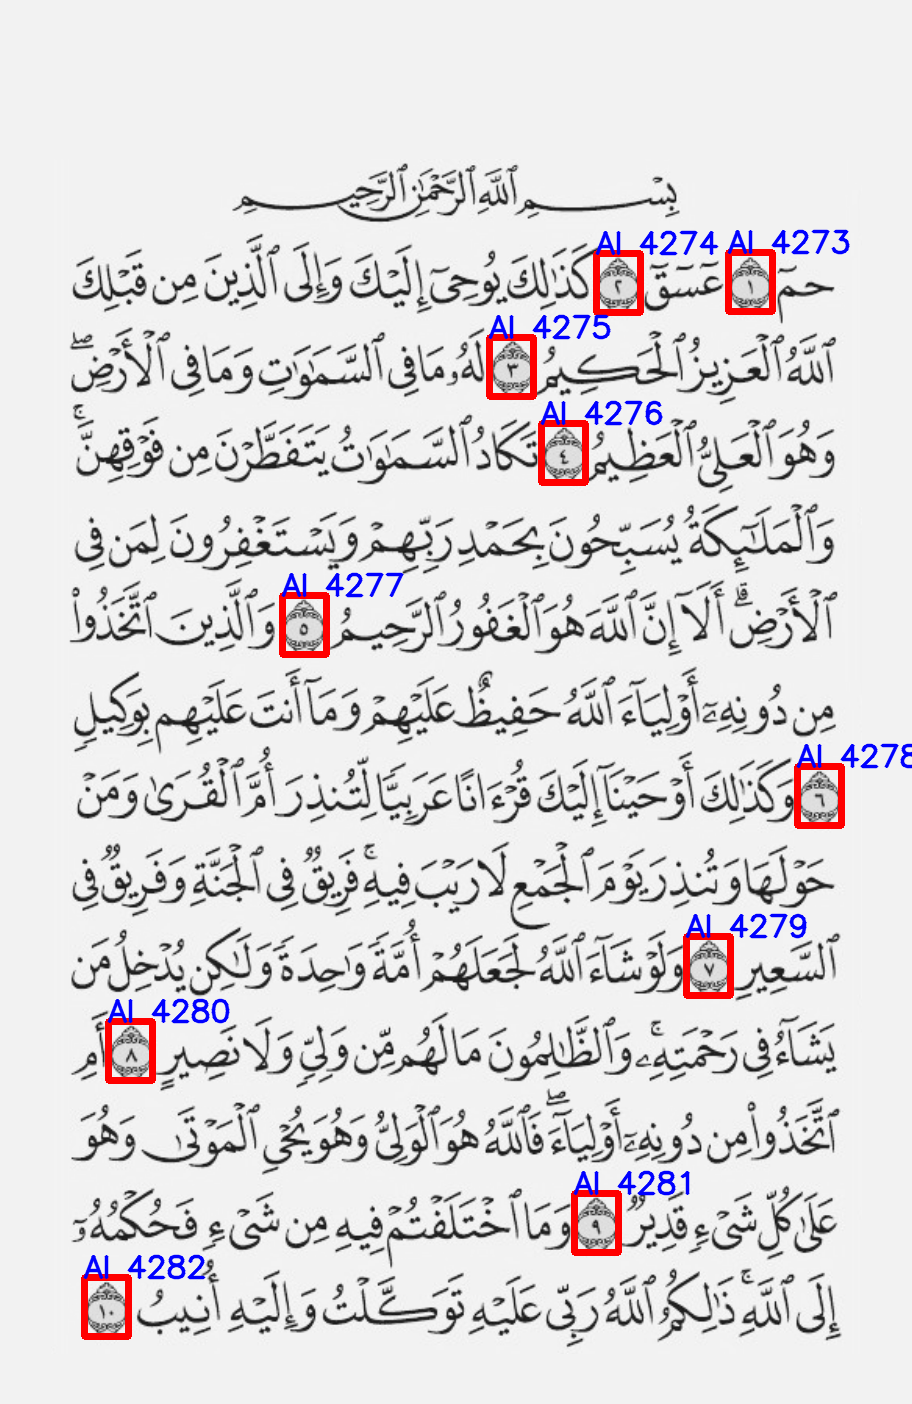 بِسْمِ ٱللَّهِ ٱلرَّحْمَٰنِ ٱلرَّحِيمِ
AI 4274 AI 4273
حمٓ ١ عٓسٓقٓ ٢ كَذَٰلِكَ يُوحِىٓ إِلَيْكَ وَإِلَى ٱلَّذِينَ مِن قَبْلِكَ
AI 4275
ٱللَّهُ ٱلْعَزِيزُ ٱلْحَكِيمُ ٣ لَهُۥ مَا فِى ٱلسَّمَٰوَٰتِ وَمَا فِى ٱلْأَرْضِۖ
AI 4276
وَهُوَ ٱلْعَلِىُّ ٱلْعَظِيمُ ٤ تَكَادُ ٱلسَّمَٰوَٰتُ يَتَفَطَّرْنَ مِن فَوْقِهِنَّۚ
وَٱلْمَلَٰٓئِكَةُ يُسَبِّحُونَ بِحَمْدِ رَبِّهِمْ وَيَسْتَغْفِرُونَ لِمَن فِى
AI 4277
ٱلْأَرْضِۗ أَلَآ إِنَّ ٱللَّهَ هُوَ ٱلْغَفُورُ ٱلرَّحِيمُ ٥ وَٱلَّذِينَ ٱتَّخَذُوا۟
مِن دُونِهِۦٓ أَوْلِيَآءَ ٱللَّهُ حَفِيظٌ عَلَيْهِمْ وَمَآ أَنتَ عَلَيْهِم بِوَكِيلٍ
AI 4278
٦ وَكَذَٰلِكَ أَوْحَيْنَآ إِلَيْكَ قُرْءَانًا عَرَبِيًّا لِّتُنذِرَ أُمَّ ٱلْقُرَىٰ وَمَنْ
حَوْلَهَا وَتُنذِرَ يَوْمَ ٱلْجَمْعِ لَا رَيْبَ فِيهِۚ فَرِيقٌ فِى ٱلْجَنَّةِ وَفَرِيقٌ فِى
AI 4279
ٱلسَّعِيرِ ٧ وَلَوْ شَآءَ ٱللَّهُ لَجَعَلَهُمْ أُمَّةً وَٰحِدَةً وَلَٰكِن يُدْخِلُ مَن
AI 4280
يَشَآءُ فِى رَحْمَتِهِۦۚ وَٱلظَّٰلِمُونَ مَا لَهُم مِّن وَلِىٍّ وَلَا نَصِيرٍ ٨ أَمِ
ٱتَّخَذُوا۟ مِن دُونِهِۦٓ أَوْلِيَآءَۖ فَٱللَّهُ هُوَ ٱلْوَلِىُّ وَهُوَ يُحْىِ ٱلْمَوْتَىٰ وَهُوَ
AI 4281
عَلَىٰ كُلِّ شَىْءٍ قَدِيرٌ ٩ وَمَا ٱخْتَلَفْتُمْ فِيهِ مِن شَىْءٍ فَحُكْمُهُۥٓ
AI 4282
إِلَى ٱللَّهِۚ ذَٰلِكُمُ ٱللَّهُ رَبِّى عَلَيْهِ تَوَكَّلْتُ وَإِلَيْهِ أُنِيبُ ١٠